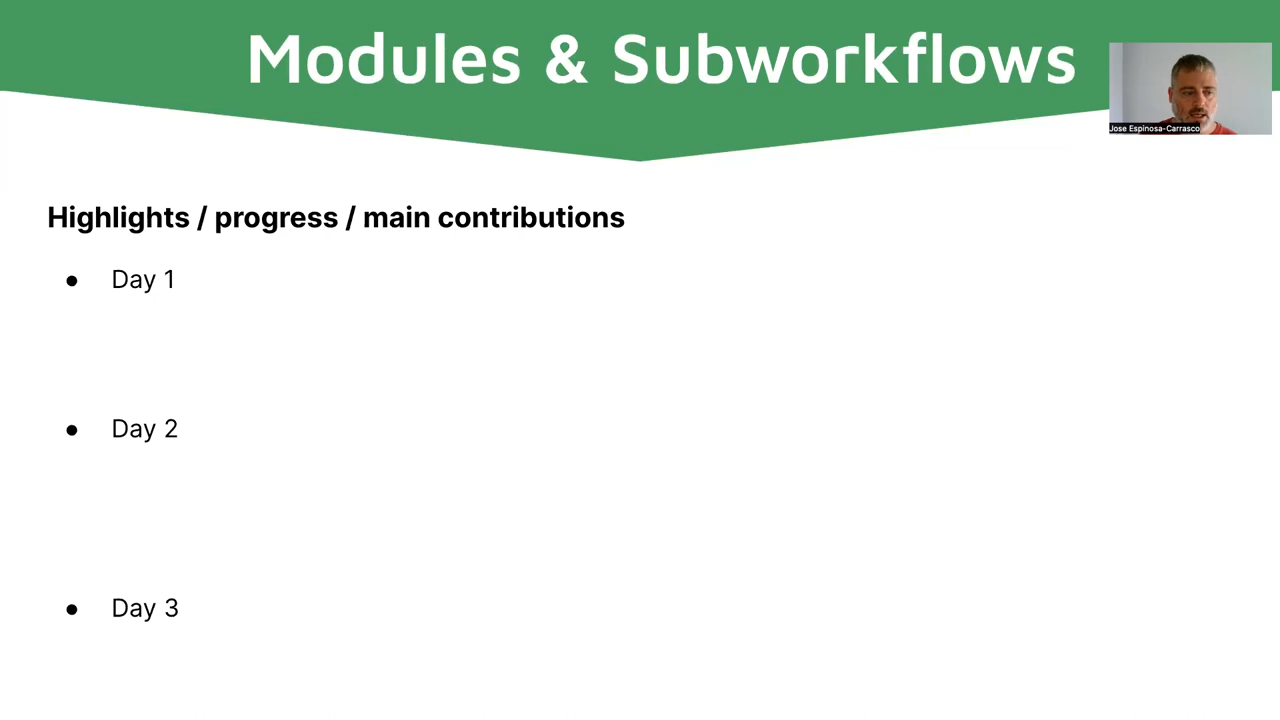 Modules & Subworkflows
Jose Espinosa-Carrasco
Highlights / progress / main contributions
● Day 1
● Day 2
● Day 3